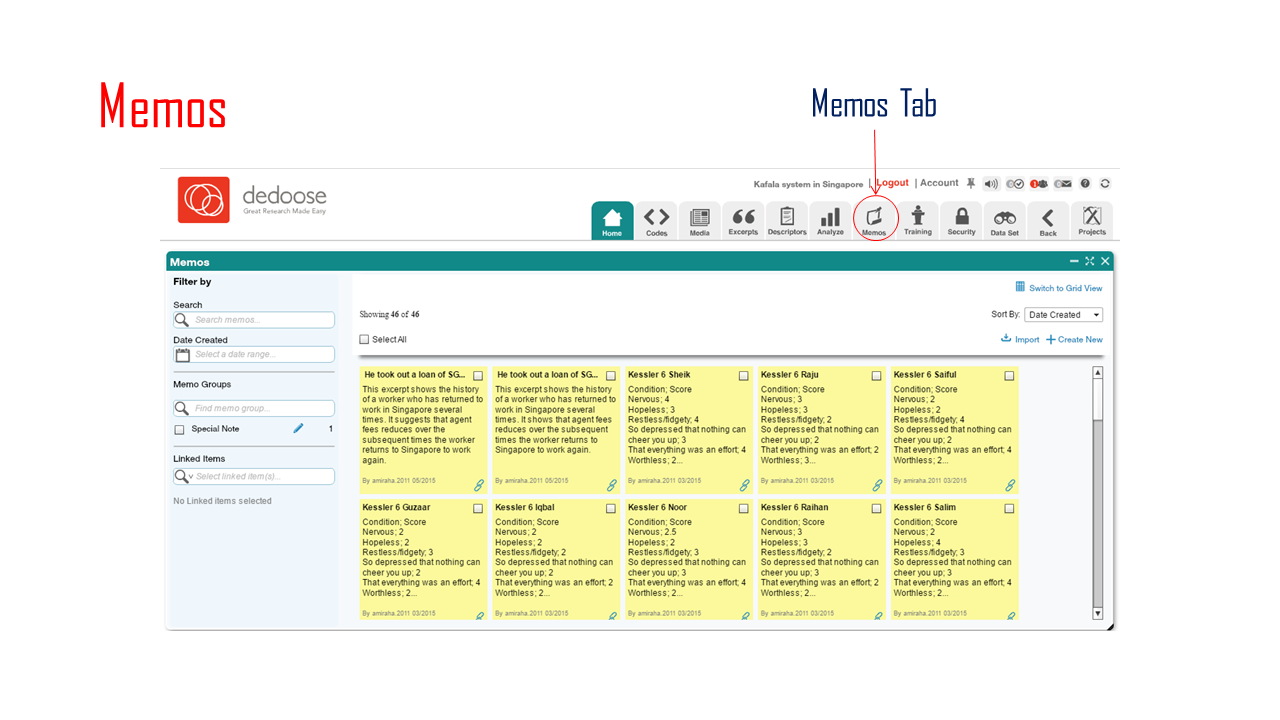 Memos
Memos Tab
dedoose
Great Research Made Easy
Kafala system in Singapore | Logout | Account
Home Codes Media Excerpts Descriptors Analyze Memos Training Security Data Set Back Projects
Memos
Filter by
Search
Search memos...
Date Created
Select a date range...
Memo Groups
Find memo group...
Special Note 1
Linked Items
Select linked item(s)...
No Linked items selected
Switch to Grid View
Showing 46 of 46
Sort By: Date Created
Select All
Import Create New
He took out a loan of SG...
This excerpt shows the history
of a worker who has returned to
work in Singapore several
times. It suggests that agent
fees reduces over the
subsequent times the worker
returns to Singapore to work
again.
By amiraha.2011 05/2015
He took out a loan of SG...
This excerpt shows the history
of a worker who has returned to
work in Singapore several
times. It shows that agent fees
reduces over the subsequent
times the worker returns to
Singapore to work again.
By amiraha.2011 05/2015
Kessler 6 Sheik
Condition; Score
Nervous; 4
Hopeless; 3
Restless/fidgety; 4
So depressed that nothing can
cheer you up; 3
That everything was an effort; 4
Worthless; 2...
By amiraha.2011 03/2015
Kessler 6 Raju
Condition; Score
Nervous; 3
Hopeless; 3
Restless/fidgety; 2
So depressed that nothing can
cheer you up; 2
That everything was an effort; 2
Worthless; 3...
By amiraha.2011 03/2015
Kessler 6 Saiful
Condition; Score
Nervous; 2
Hopeless; 2
Restless/fidgety; 4
So depressed that nothing can
cheer you up; 2
That everything was an effort; 4
Worthless; 2...
By amiraha.2011 03/2015
Kessler 6 Guzaar
Condition; Score
Nervous; 2
Hopeless; 2
Restless/fidgety; 3
So depressed that nothing can
cheer you up; 2
That everything was an effort; 4
Worthless; 2...
By amiraha.2011 03/2015
Kessler 6 Iqbal
Condition; Score
Nervous; 2
Hopeless; 2
Restless/fidgety; 2
So depressed that nothing can
cheer you up; 2
That everything was an effort; 2
Worthless; 2...
By amiraha.2011 03/2015
Kessler 6 Noor
Condition; Score
Nervous; 2.5
Hopeless; 2
Restless/fidgety; 3
So depressed that nothing can
cheer you up; 3
That everything was an effort; 4
Worthless; 2...
By amiraha.2011 03/2015
Kessler 6 Raihan
Condition; Score
Nervous; 3
Hopeless; 3
Restless/fidgety; 2
So depressed that nothing can
cheer you up; 3
That everything was an effort; 2
Worthless; 2...
By amiraha.2011 03/2015
Kessler 6 Salim
Condition; Score
Nervous; 2
Hopeless; 4
Restless/fidgety; 3
So depressed that nothing can
cheer you up; 3
That everything was an effort; 4
Worthless; 2...
By amiraha.2011 03/2015